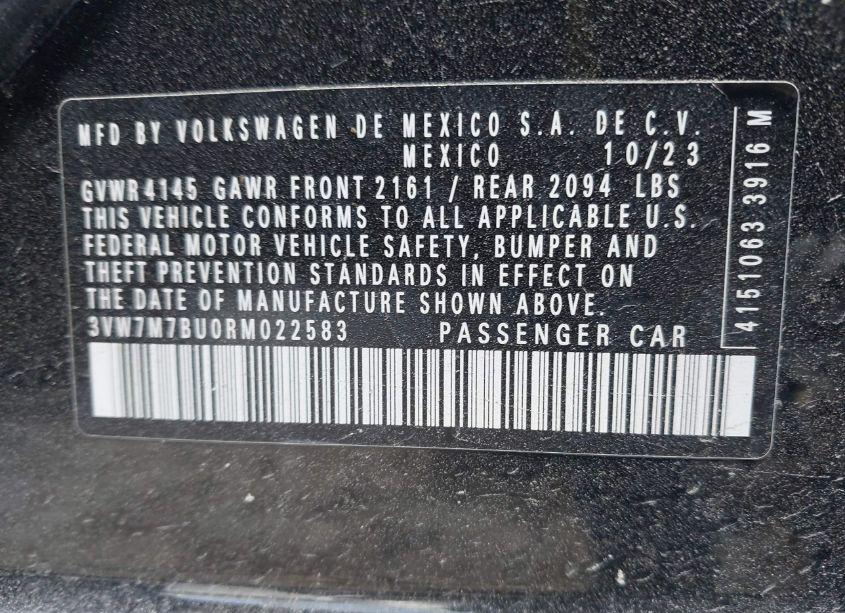 MFD BY VOLKSWAGEN DE MEXICO S.A. DE C.V.
MEXICO 10/23
GVWR 4145 GAWR FRONT 2161 / REAR 2094 LBS
THIS VEHICLE CONFORMS TO ALL APPLICABLE U.S.
FEDERAL MOTOR VEHICLE SAFETY, BUMPER AND
THEFT PREVENTION STANDARDS IN EFFECT ON
THE DATE OF MANUFACTURE SHOWN ABOVE.
3VW7M7BU0RM022583 PASSENGER CAR
4151063 3916 M